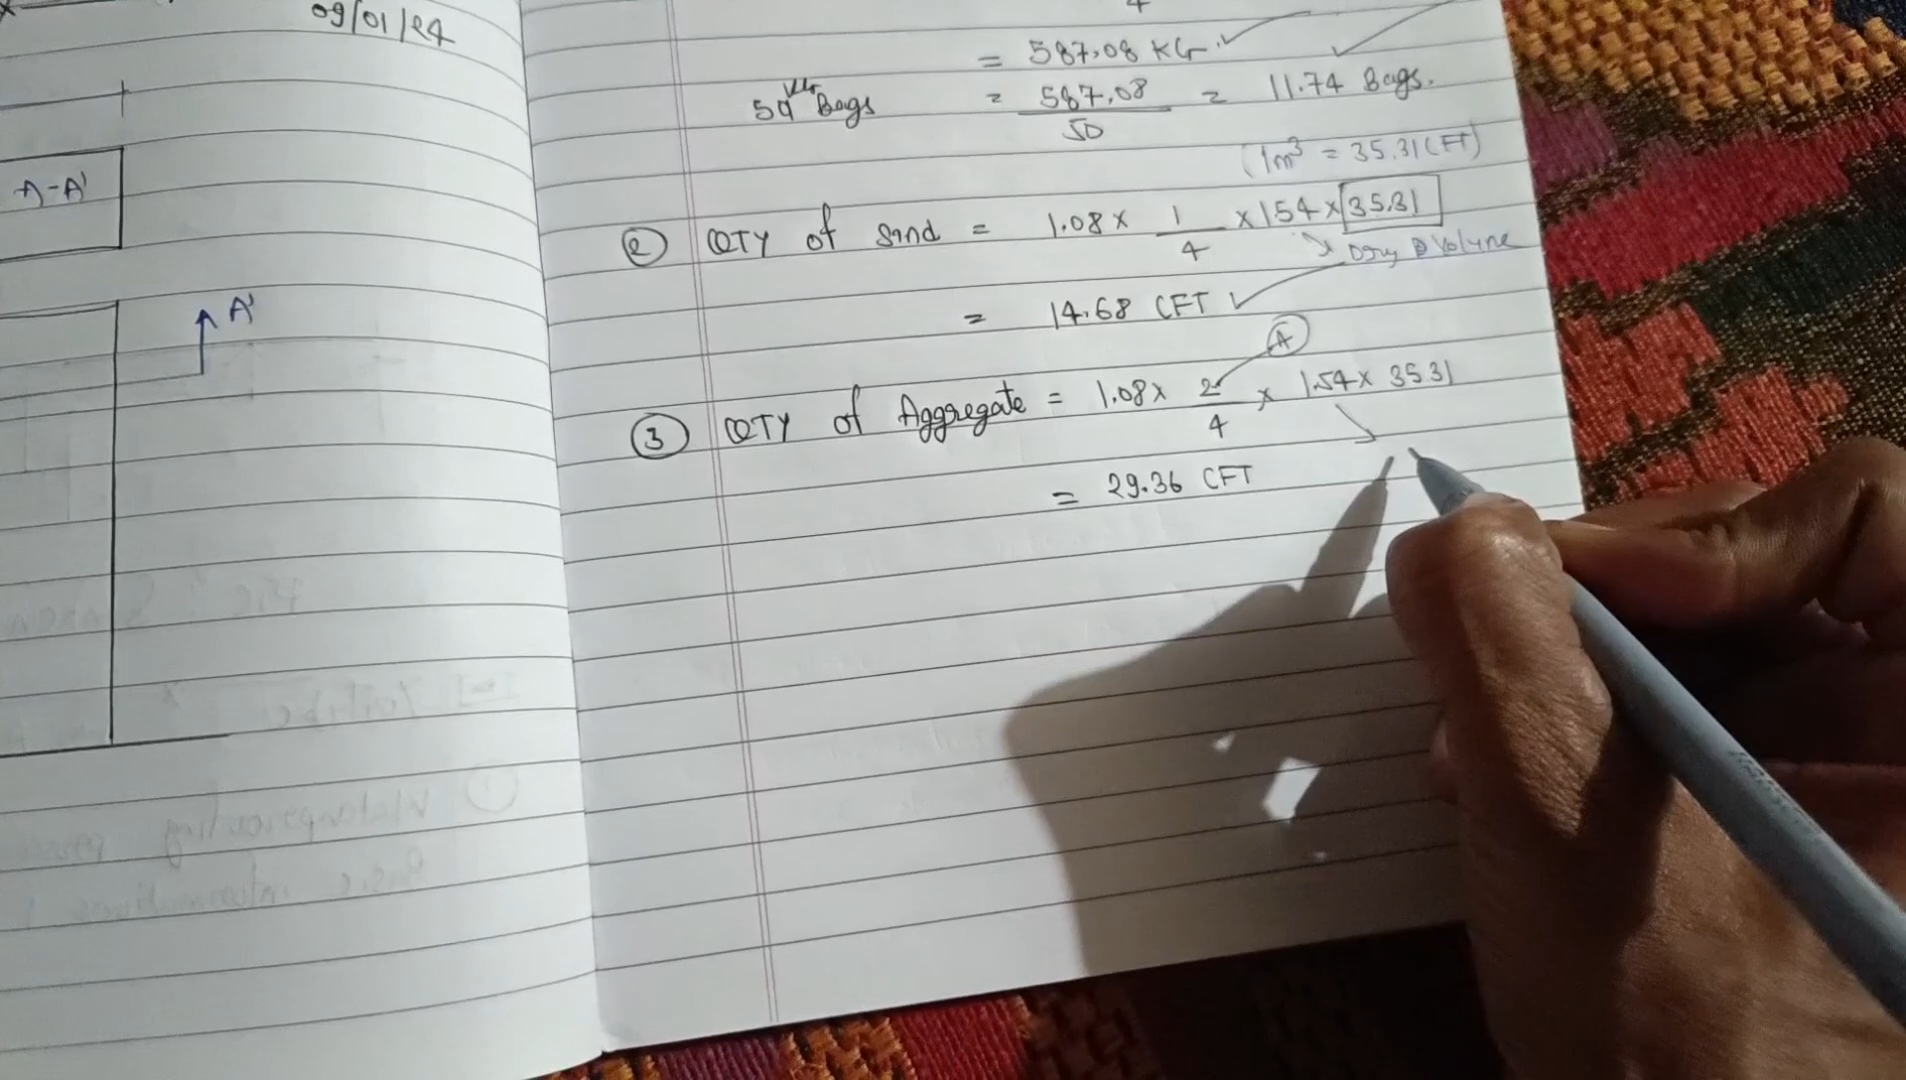 09/01/24
A-A'
A'
4
= 587.08 KG
50 KG Bags = 587.08 / 50 = 11.74 Bags.
(1m³ = 35.31 CFT)
② QTY of Sand = 1.08 × 1/4 × 1.54 × 35.31
Dry Volume
= 14.68 CFT
A
③ QTY of Aggregate = 1.08 × 2/4 × 1.54 × 35.31
= 29.36 CFT